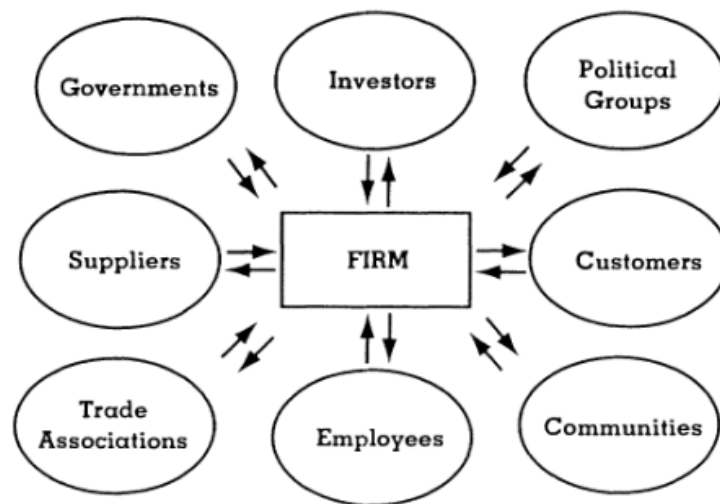 Governments
Investors
Political
Groups
Suppliers
FIRM
Customers
Trade
Associations
Employees
Communities